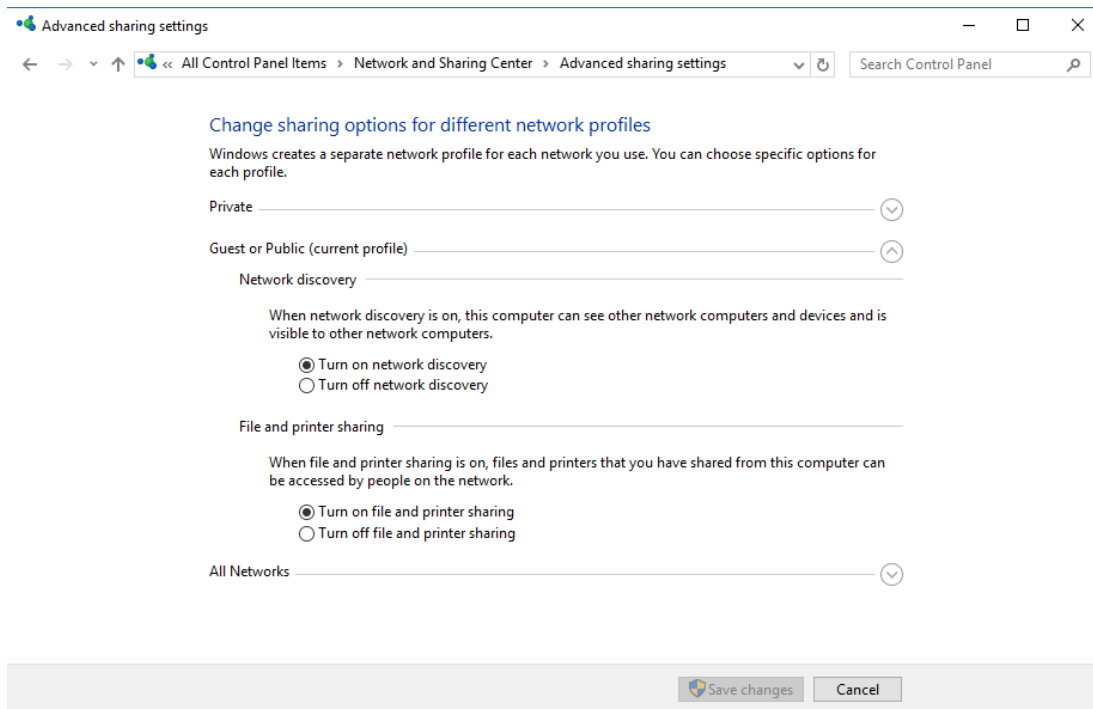 Advanced sharing settings
« All Control Panel Items › Network and Sharing Center › Advanced sharing settings
Search Control Panel
Change sharing options for different network profiles
Windows creates a separate network profile for each network you use. You can choose specific options for
each profile.
Private
Guest or Public (current profile)
Network discovery
When network discovery is on, this computer can see other network computers and devices and is
visible to other network computers.
Turn on network discovery
Turn off network discovery
File and printer sharing
When file and printer sharing is on, files and printers that you have shared from this computer can
be accessed by people on the network.
Turn on file and printer sharing
Turn off file and printer sharing
All Networks
Save changes
Cancel